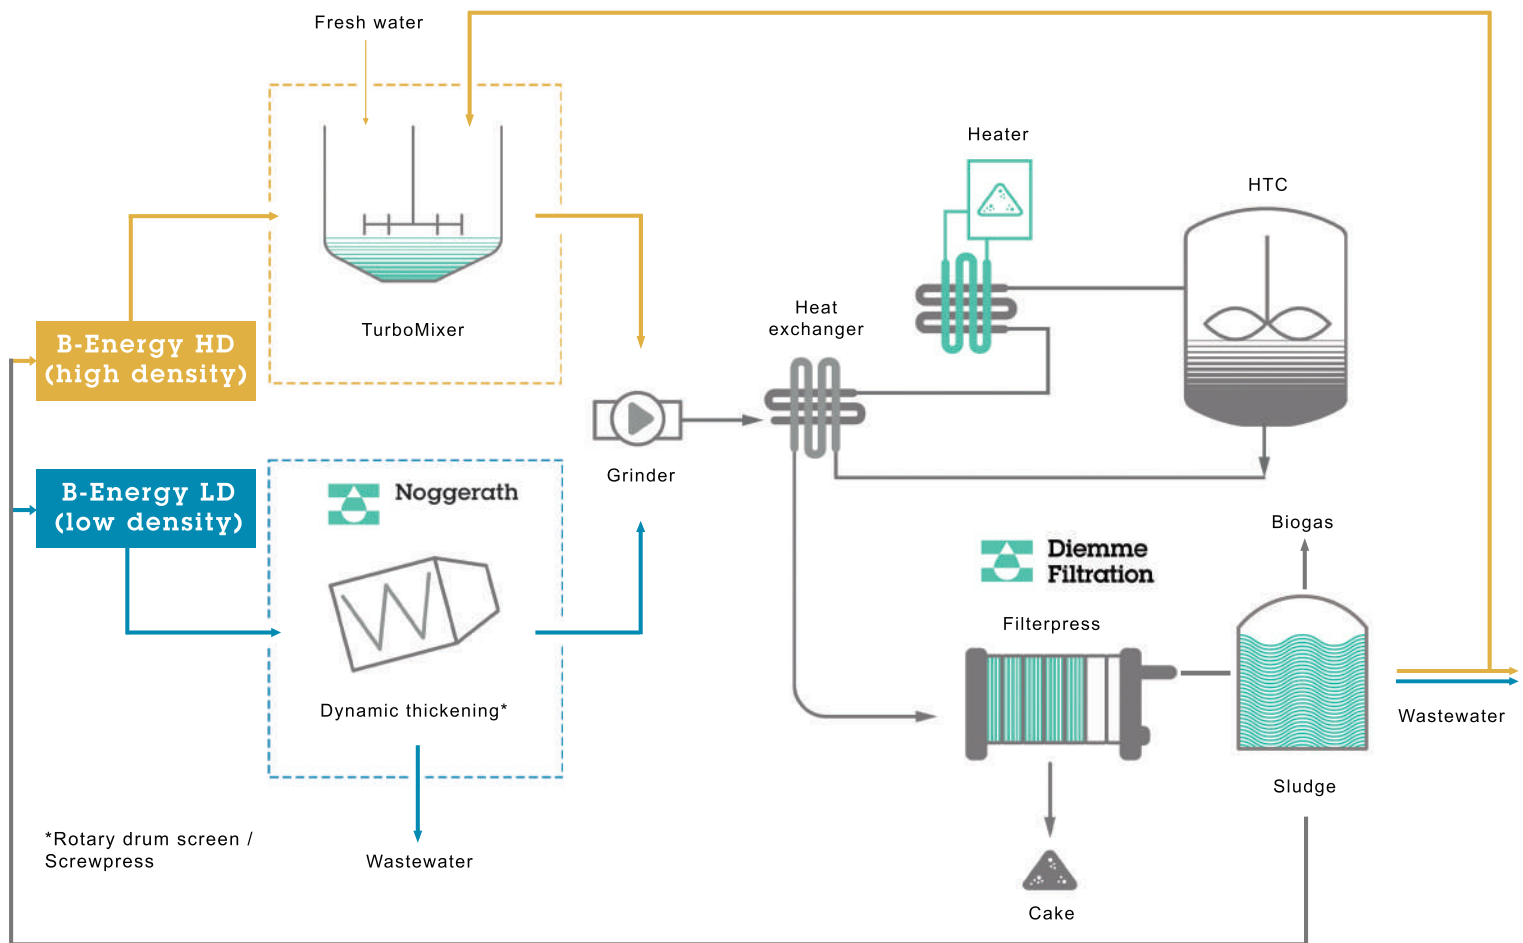 Fresh water
Heater
HTC
TurboMixer
Heat
exchanger
B-Energy HD
(high density)
Grinder
B-Energy LD
(low density)
Noggerath
Biogas
Diemme
Filtration
Filterpress
Dynamic thickening*
Wastewater
Sludge
*Rotary drum screen /
Screwpress
Wastewater
Cake